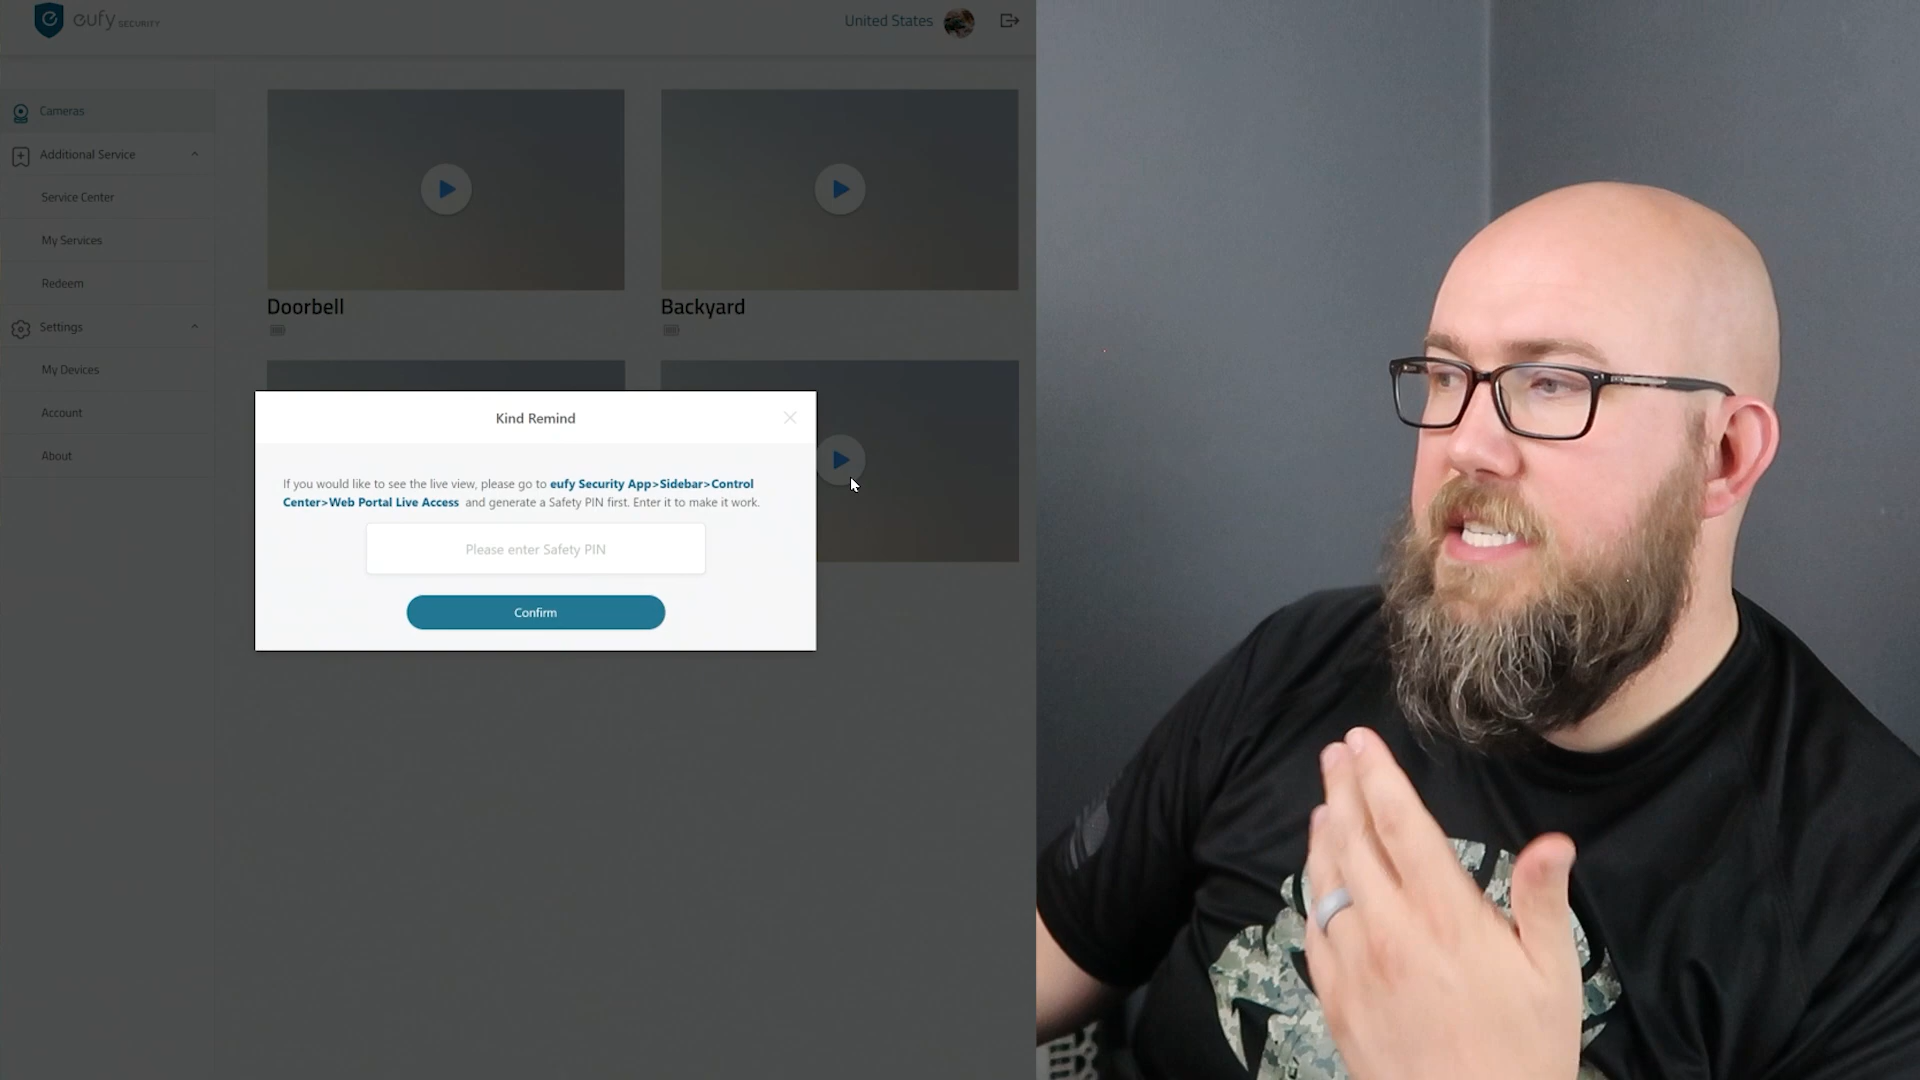 eufy SECURITY
United States
Cameras
Additional Service
Service Center
My Services
Redeem
Settings
My Devices
Account
About
Doorbell
Backyard
Kind Remind
If you would like to see the live view, please go to eufy Security App>Sidebar>Control
Center>Web Portal Live Access and generate a Safety PIN first. Enter it to make it work.
Please enter Safety PIN
Confirm